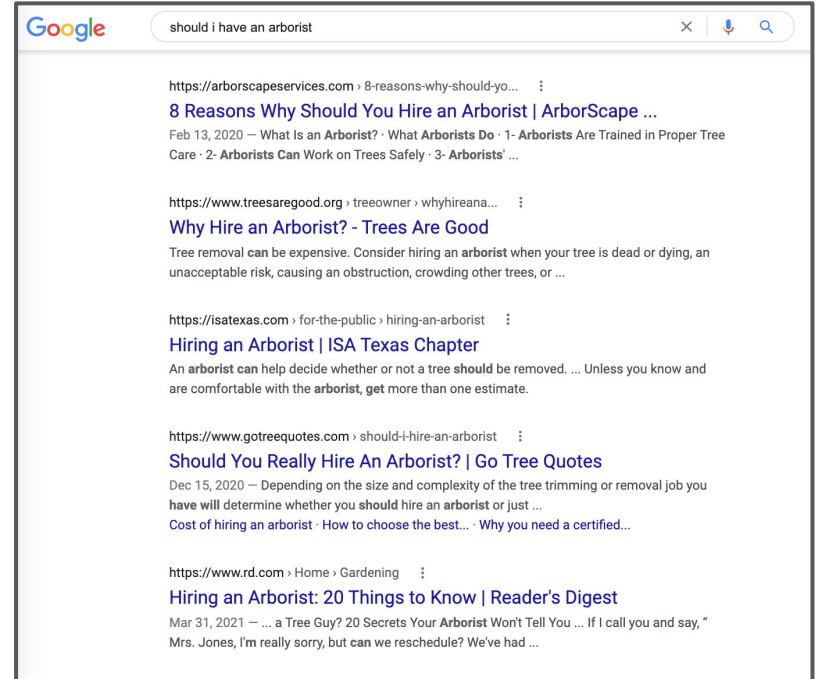 Google
should i have an arborist
https://arborscapeservices.com › 8-reasons-why-should-yo...
8 Reasons Why Should You Hire an Arborist | ArborScape ...
Feb 13, 2020 — What Is an Arborist? · What Arborists Do · 1- Arborists Are Trained in Proper Tree
Care · 2- Arborists Can Work on Trees Safely · 3- Arborists' ...
https://www.treesaregood.org › treeowner › whyhireana...
Why Hire an Arborist? - Trees Are Good
Tree removal can be expensive. Consider hiring an arborist when your tree is dead or dying, an
unacceptable risk, causing an obstruction, crowding other trees, or ...
https://isatexas.com › for-the-public › hiring-an-arborist
Hiring an Arborist | ISA Texas Chapter
An arborist can help decide whether or not a tree should be removed. ... Unless you know and
are comfortable with the arborist, get more than one estimate.
https://www.gotreequotes.com › should-i-hire-an-arborist
Should You Really Hire An Arborist? | Go Tree Quotes
Dec 15, 2020 — Depending on the size and complexity of the tree trimming or removal job you
have will determine whether you should hire an arborist or just ...
Cost of hiring an arborist · How to choose the best... · Why you need a certified...
https://www.rd.com › Home › Gardening
Hiring an Arborist: 20 Things to Know | Reader's Digest
Mar 31, 2021 — ... a Tree Guy? 20 Secrets Your Arborist Won't Tell You ... If I call you and say, “
Mrs. Jones, I'm really sorry, but can we reschedule? We've had ...